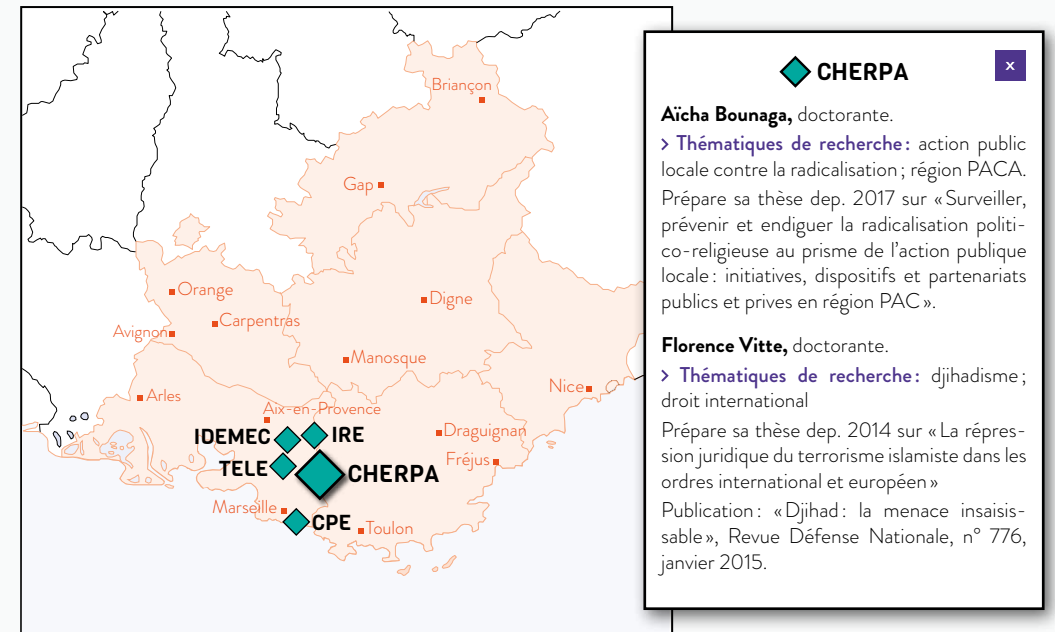 Briançon
Gap
Orange
Carpentras
Digne
Avignon
Manosque
Arles
Nice
Aix-en-Provence
IDEMEC
IRE
Draguignan
TELE
CHERPA
Fréjus
Marseille
CPE
Toulon
CHERPA
x
Aïcha Bounaga, doctorante.
> Thématiques de recherche : action public
locale contre la radicalisation ; région PACA.
Prépare sa thèse dep. 2017 sur « Surveiller,
prévenir et endiguer la radicalisation politi-
co-religieuse au prisme de l’action publique
locale : initiatives, dispositifs et partenariats
publics et prives en région PAC ».
Florence Vitte, doctorante.
> Thématiques de recherche : djihadisme ;
droit international
Prépare sa thèse dep. 2014 sur « La répres-
sion juridique du terrorisme islamiste dans les
ordres international et européen »
Publication : « Djihad : la menace insaisis-
sable », Revue Défense Nationale, n° 776,
janvier 2015.